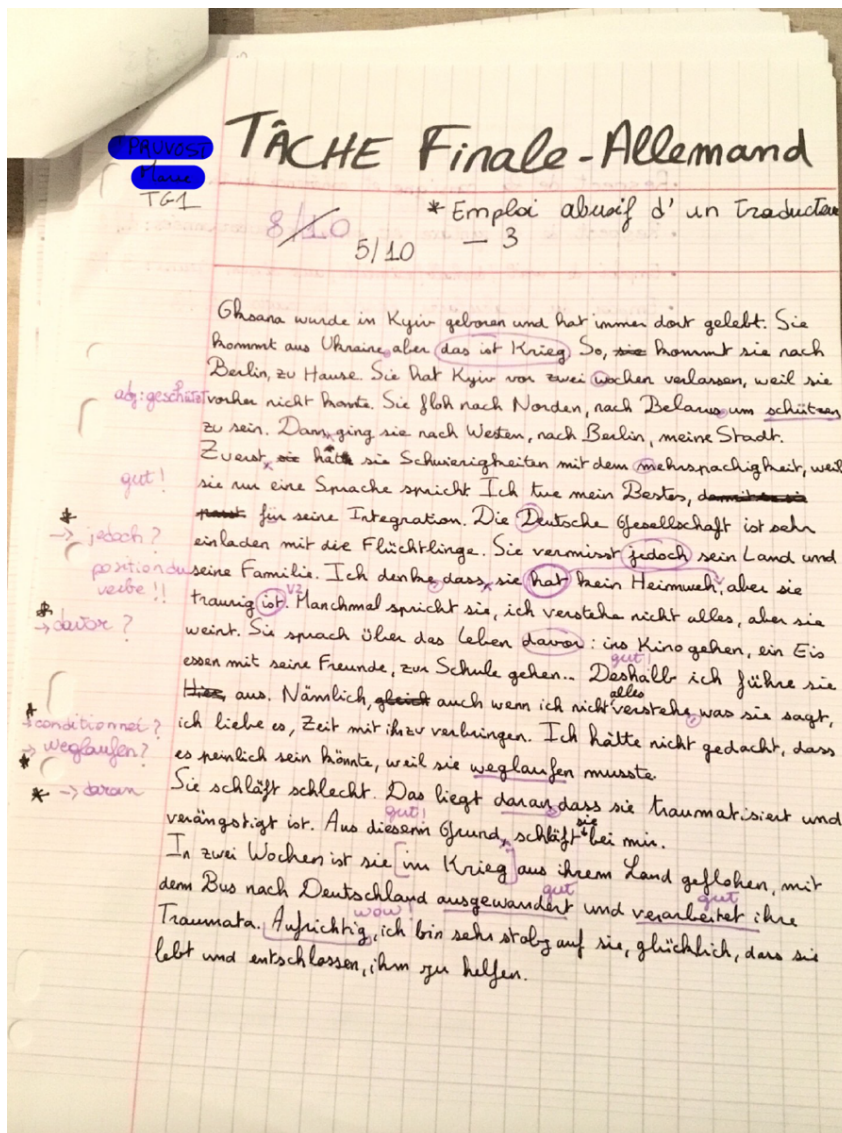 TÂCHE Finale-Allemand
PRUVOST
Marie
TG1
8/10
5/10
* Emploi abusif d'un traducteur
- 3
Oksana wurde in Kyiv geboren und hat immer dort gelebt. Sie
kommt aus Ukraine, aber das ist Krieg. So, sie kommt sie nach
Berlin, zu Hause. Sie hat Kyiv vor zwei wochen verlassen, weil sie
adj: geschützt
vorher nicht konnte. Sie floh nach Norden, nach Belarus um schützen
zu sein. Dann, ging sie nach Westen, nach Berlin, meine Stadt.
Zuerst, sie hatte sie Schwierigkeiten mit dem mehrspachigkeit, weil
gut!
sie nur eine Sprache spricht. Ich tue mein Bestes,
für seine Integration. Die Deutsche Gesellschaft ist sehr
* → jedoch?
einladen mit die Flüchtlinge. Sie vermisst jedoch sein Land und
position du verbe!!
seine Familie. Ich denke, dass, sie hat kein Heimweh, aber sie
traurig ist. V2 Manchmal spricht sie, ich verstehe nicht alles, aber sie
* → davor?
weint. Sie sprach über das Leben davor: ins Kino gehen, ein Eis
essen mit seine Freunde, zur Schule gehen... Deshalb ich führe sie
gut
aus. Nämlich, gleich auch wenn ich nicht alles verstehe, was sie sagt,
* → conditionnel?
ich liebe es, Zeit mit ihr zu verbringen. Ich hätte nicht gedacht, dass
* → weglaufen?
es peinlich sein könnte, weil sie weglaufen musste.
* → daran
Sie schläft schlecht. Das liegt daran, dass sie traumatisiert und
gut!
verängstigt ist. Aus diesem Grund, schläft sie bei mir.
In zwei Wochen ist sie [im Krieg] aus ihrem Land geflohen, mit
gut gut
dem Bus nach Deutschland ausgewandert und verarbeitet ihre
wow!
Traumata. Aufrichtig, ich bin sehr stolz auf sie, glücklich, dass sie
lebt und entschlossen, ihm zu helfen.